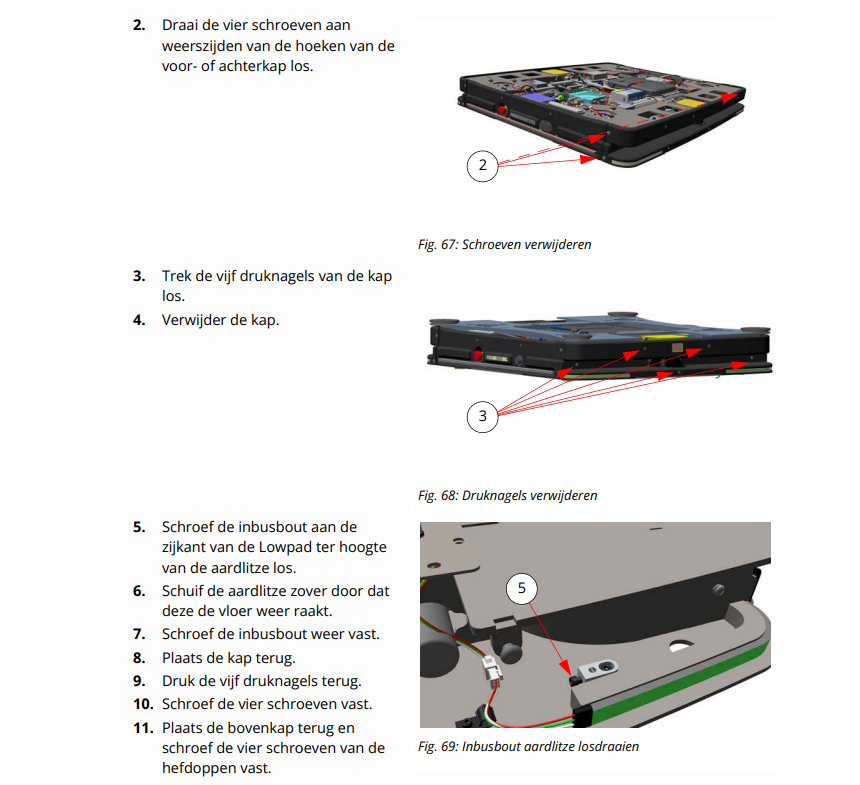 2. Draai de vier schroeven aan
weerszijden van de hoeken van de
voor- of achterkap los.
2
Fig. 67: Schroeven verwijderen
3. Trek de vijf druknagels van de kap
los.
4. Verwijder de kap.
3
Fig. 68: Druknagels verwijderen
5. Schroef de inbusbout aan de
zijkant van de Lowpad ter hoogte
van de aardlitze los.
6. Schuif de aardlitze zover door dat
deze de vloer weer raakt.
7. Schroef de inbusbout weer vast.
8. Plaats de kap terug.
9. Druk de vijf druknagels terug.
10. Schroef de vier schroeven vast.
11. Plaats de bovenkap terug en
schroef de vier schroeven van de
hefdoppen vast.
5
Fig. 69: Inbusbout aardlitze losdraaien